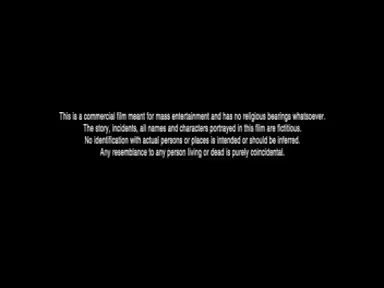 This is a commercial film meant for mass entertainment and has no religious bearings whatsoever.
The story, incidents, all names and characters portrayed in this film are fictitious.
No identification with actual persons or places is intended or should be inferred.
Any resemblance to any person living or dead is purely coincidental.